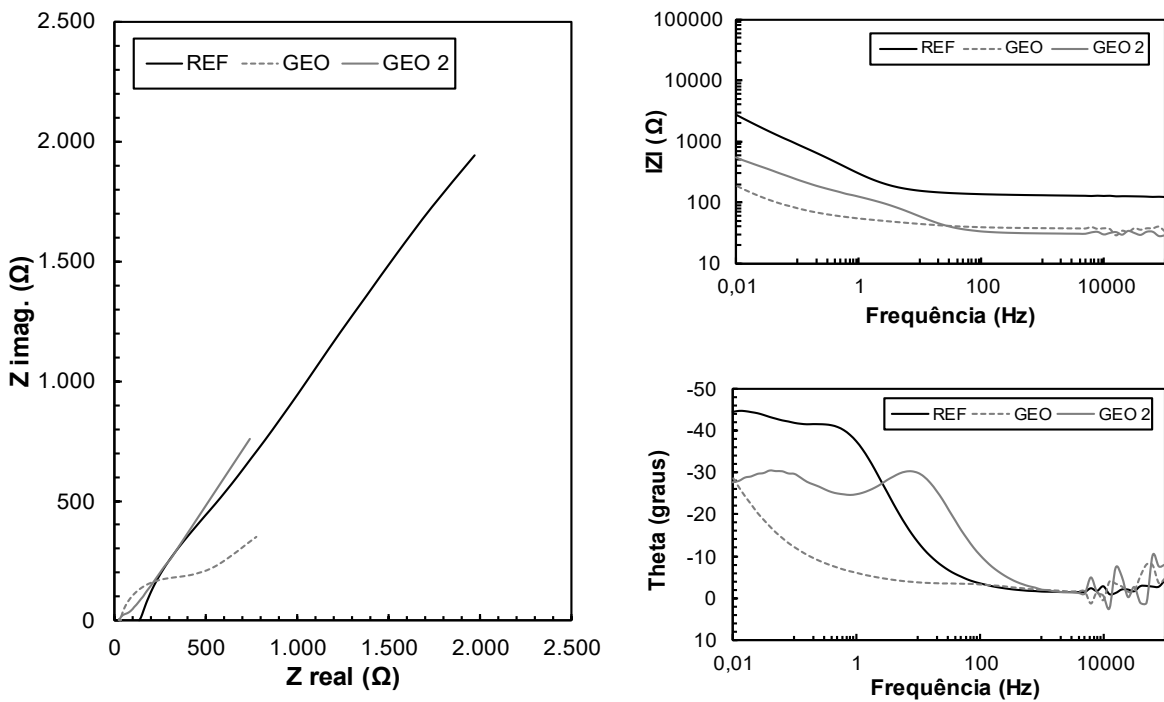 2.500
2.000
1.500
1.000
500
0
Z imag. (Ω)
REF GEO GEO 2
0 500 1.000 1.500 2.000 2.500
Z real (Ω)
100000
10000
1000
100
10
IZI (Ω)
REF GEO GEO 2
0,01 1 100 10000
Frequência (Hz)
-50
-40
-30
-20
-10
0
10
Theta (graus)
REF GEO GEO 2
0,01 1 100 10000
Frequência (Hz)